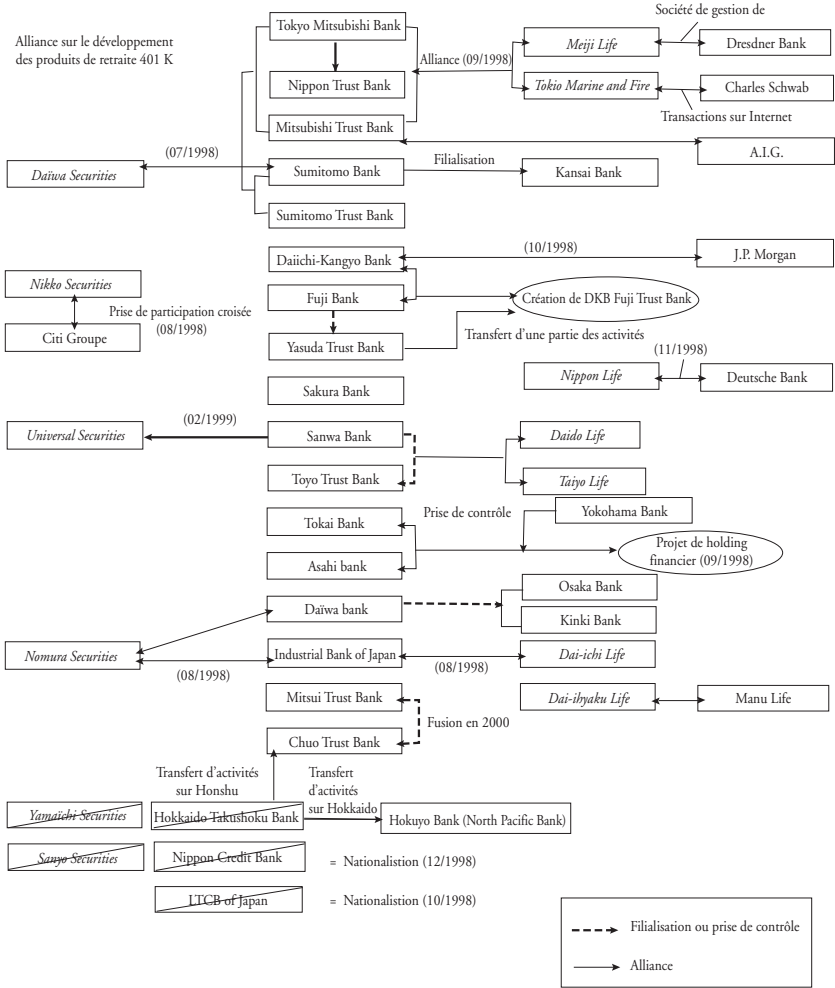 Société de gestion de
Alliance sur le développement
des produits de retraite 401 K
Tokyo Mitsubishi Bank
Nippon Trust Bank
Mitsubishi Trust Bank
Alliance (09/1998)
Meiji Life
Dresdner Bank
Tokio Marine and Fire
Charles Schwab
Transactions sur Internet
A.I.G.
(07/1998)
Daïwa Securities
Sumitomo Bank
Filialisation
Kansai Bank
Sumitomo Trust Bank
Daiichi-Kangyo Bank
(10/1998)
J.P. Morgan
Nikko Securities
Prise de participation croisée
(08/1998)
Citi Groupe
Fuji Bank
Création de DKB Fuji Trust Bank
Yasuda Trust Bank
Transfert d'une partie des activités
(11/1998)
Nippon Life
Deutsche Bank
Sakura Bank
(02/1999)
Universal Securities
Sanwa Bank
Daido Life
Toyo Trust Bank
Taiyo Life
Tokai Bank
Prise de contrôle
Yokohama Bank
Projet de holding
financier (09/1998)
Asahi bank
Daïwa bank
Osaka Bank
Kinki Bank
Nomura Securities
(08/1998)
Industrial Bank of Japan
(08/1998)
Dai-ichi Life
Mitsui Trust Bank
Dai-ihyaku Life
Manu Life
Fusion en 2000
Chuo Trust Bank
Transfert d'activités
sur Honshu
Transfert
d'activités
sur Hokkaido
Yamaïchi Securities
Hokkaido Takushoku Bank
Hokuyo Bank (North Pacific Bank)
Sanyo Securities
Nippon Credit Bank
= Nationalistion (12/1998)
LTCB of Japan
= Nationalistion (10/1998)
Filialisation ou prise de contrôle
Alliance